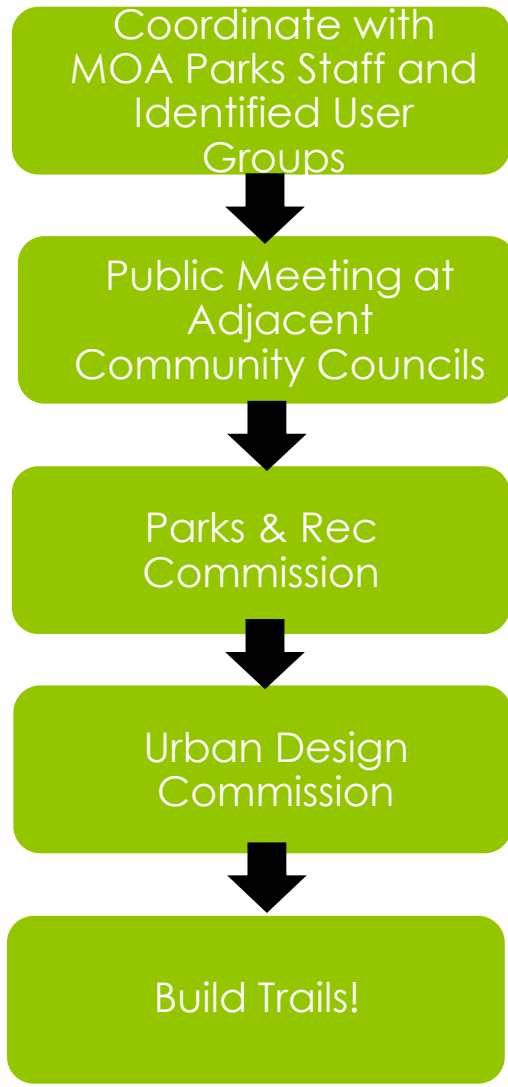 Coordinate with
MOA Parks Staff and
Identified User
Groups
Public Meeting at
Adjacent
Community Councils
Parks & Rec
Commission
Urban Design
Commission
Build Trails!